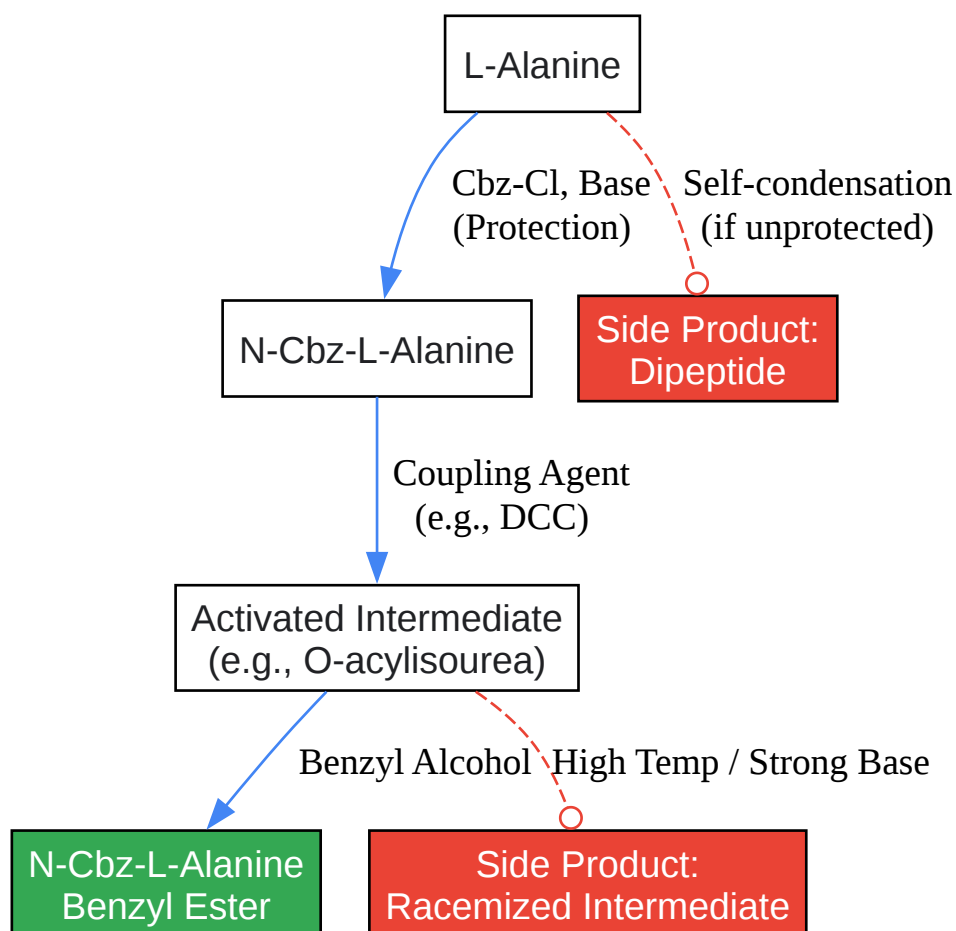 L-Alanine
Cbz-Cl, Base
(Protection)
Self-condensation
(if unprotected)
N-Cbz-L-Alanine
Side Product:
Dipeptide
Coupling Agent
(e.g., DCC)
Activated Intermediate
(e.g., O-acylisourea)
Benzyl Alcohol
High Temp / Strong Base
N-Cbz-L-Alanine
Benzyl Ester
Side Product:
Racemized Intermediate